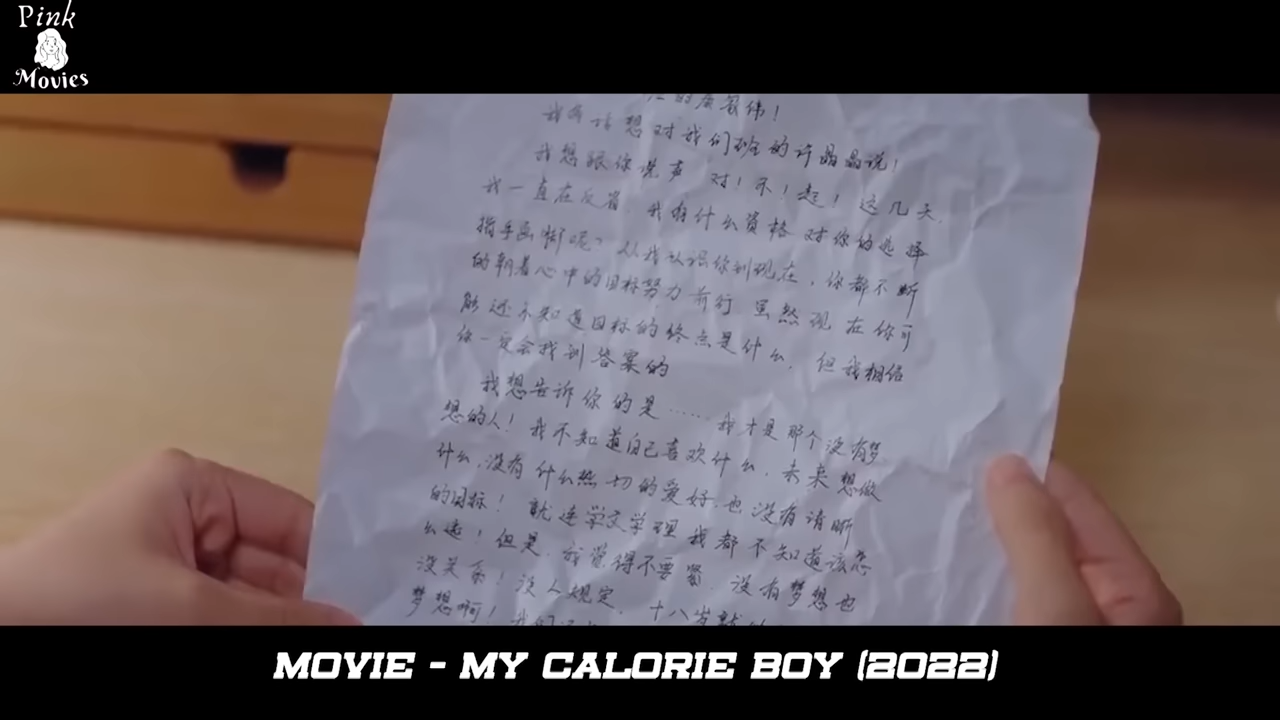 Pink
Movies
我有话想对我们班的许晶晶说!
我想跟你说声 对!不!起! 这几天.
我一直在反省. 我有什么资格 对你的选择
指手画脚呢? 从我认识你到现在, 你都不断
的朝着心中的目标努力前行 虽然现在你可
能还不知道目标的终点是什么, 但我相信
你一定会找到答案的
我想告诉你的是……我才是那个没有梦
想的人! 我不知道自己喜欢什么. 未来想做
什么.没有什么热切的爱好.也没有清晰
的目标! 就连学文学理我都不知道该怎
么选! 但是. 我觉得不要紧. 没有梦想也
没关系! 没人规定. 十八岁就
梦想啊! 我们
MOVIE - MY CALORIE BOY (2022)